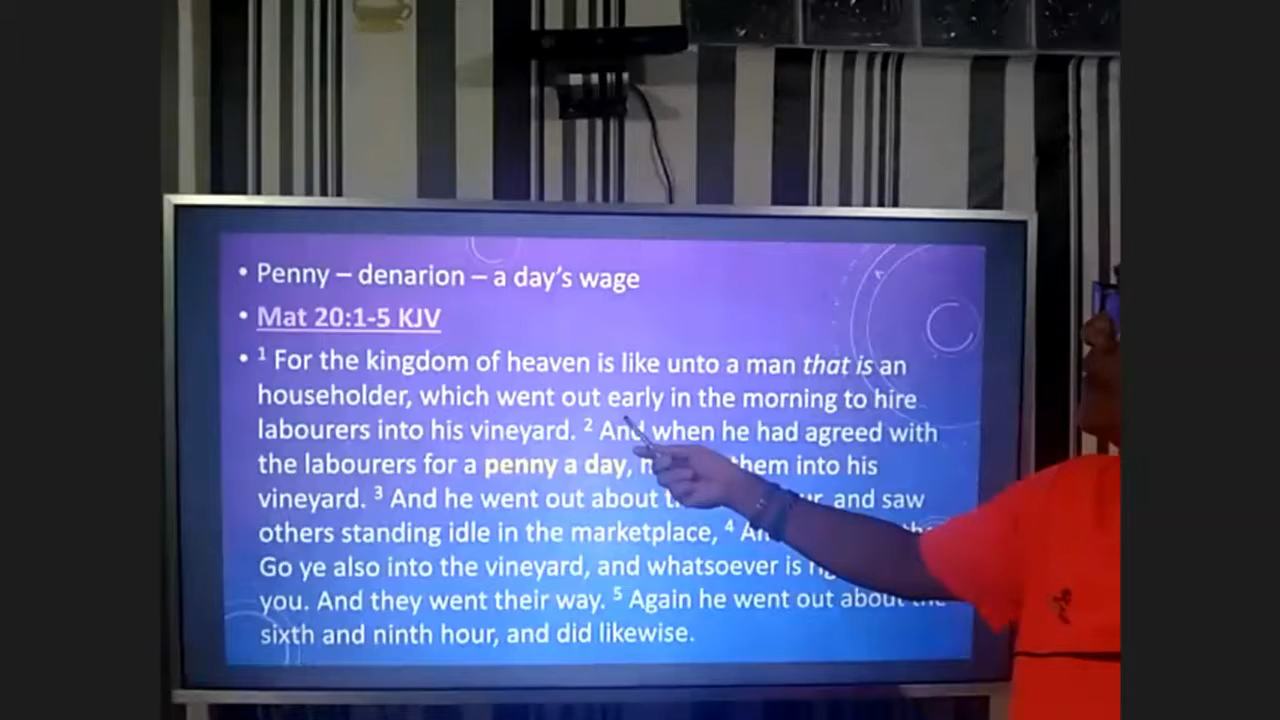 • Penny – denarion – a day's wage
• Mat 20:1-5 KJV
• 1 For the kingdom of heaven is like unto a man that is an
householder, which went out early in the morning to hire
labourers into his vineyard. 2 And when he had agreed with
the labourers for a penny a day, them into his
vineyard. 3 And he went out about and saw
others standing idle in the marketplace, 4
Go ye also into the vineyard, and whatsoever is
you. And they went their way. 5 Again he went out about the
sixth and ninth hour, and did likewise.